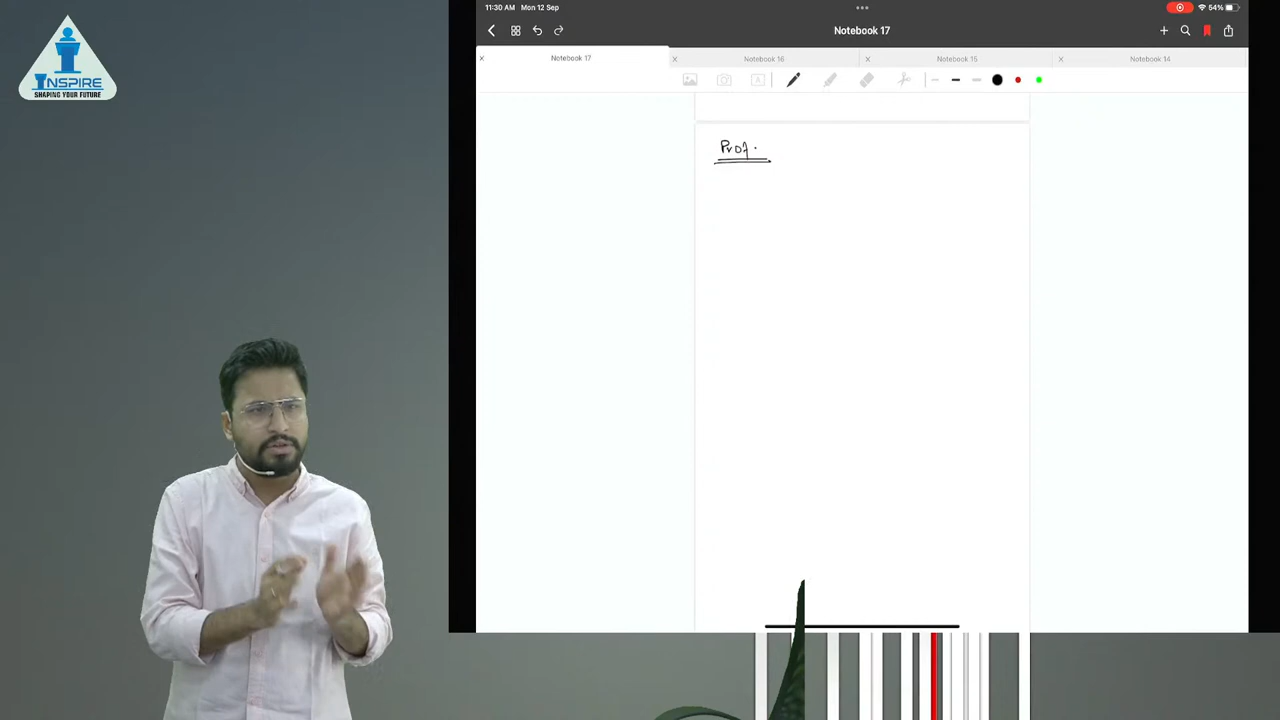 INSPIRE
SHAPING YOUR FUTURE
11:30 AM Mon 12 Sep
54%
Notebook 17
Notebook 17
Notebook 16
Notebook 15
Notebook 14
A
Prof.